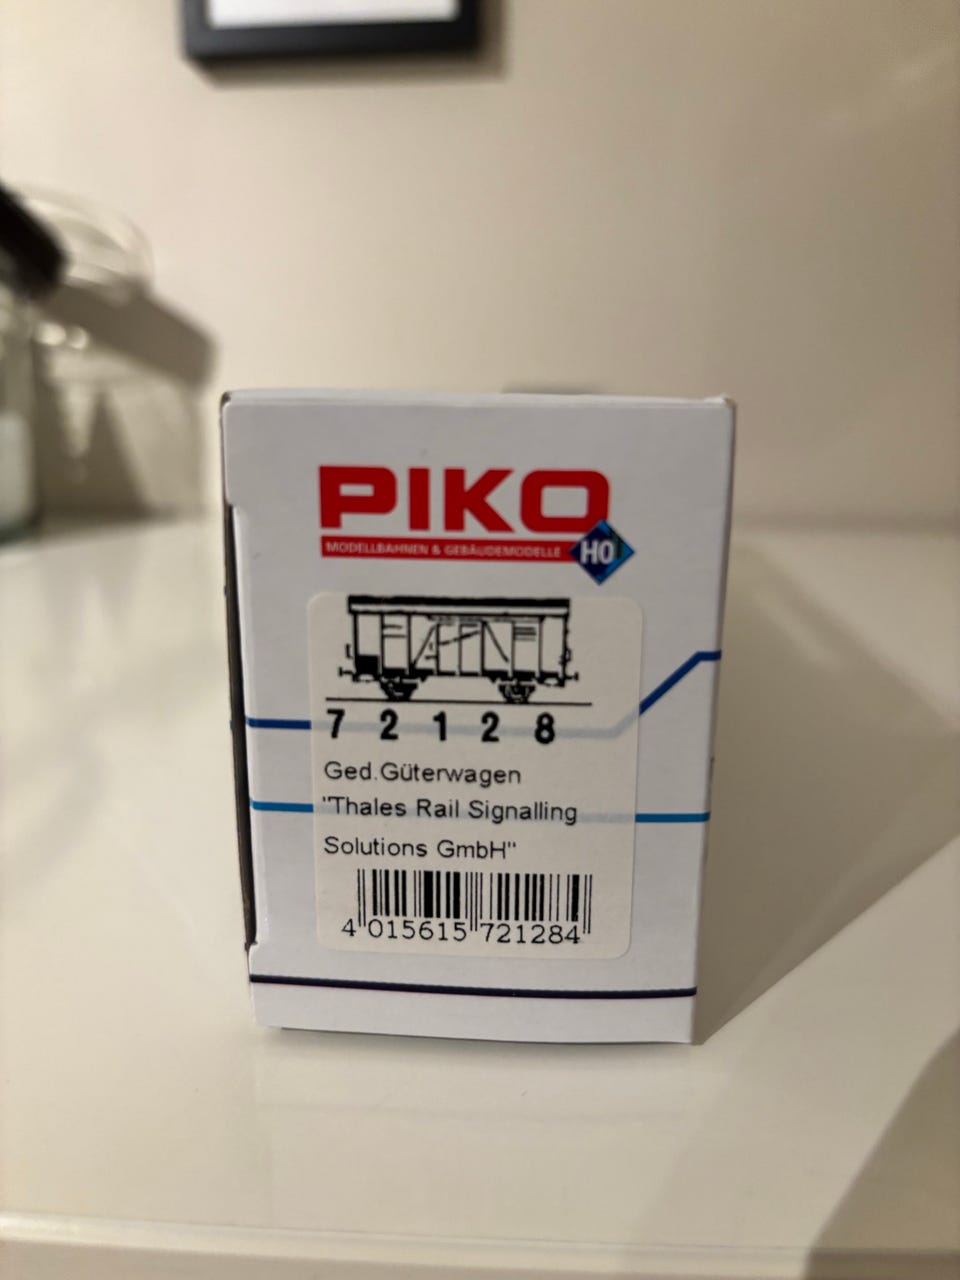 PIKO
MODELLBAHNEN & GEBÄUDEMODELLE H0
7 2 1 2 8
Ged.Güterwagen
"Thales Rail Signalling
Solutions GmbH"
4 015615 721284